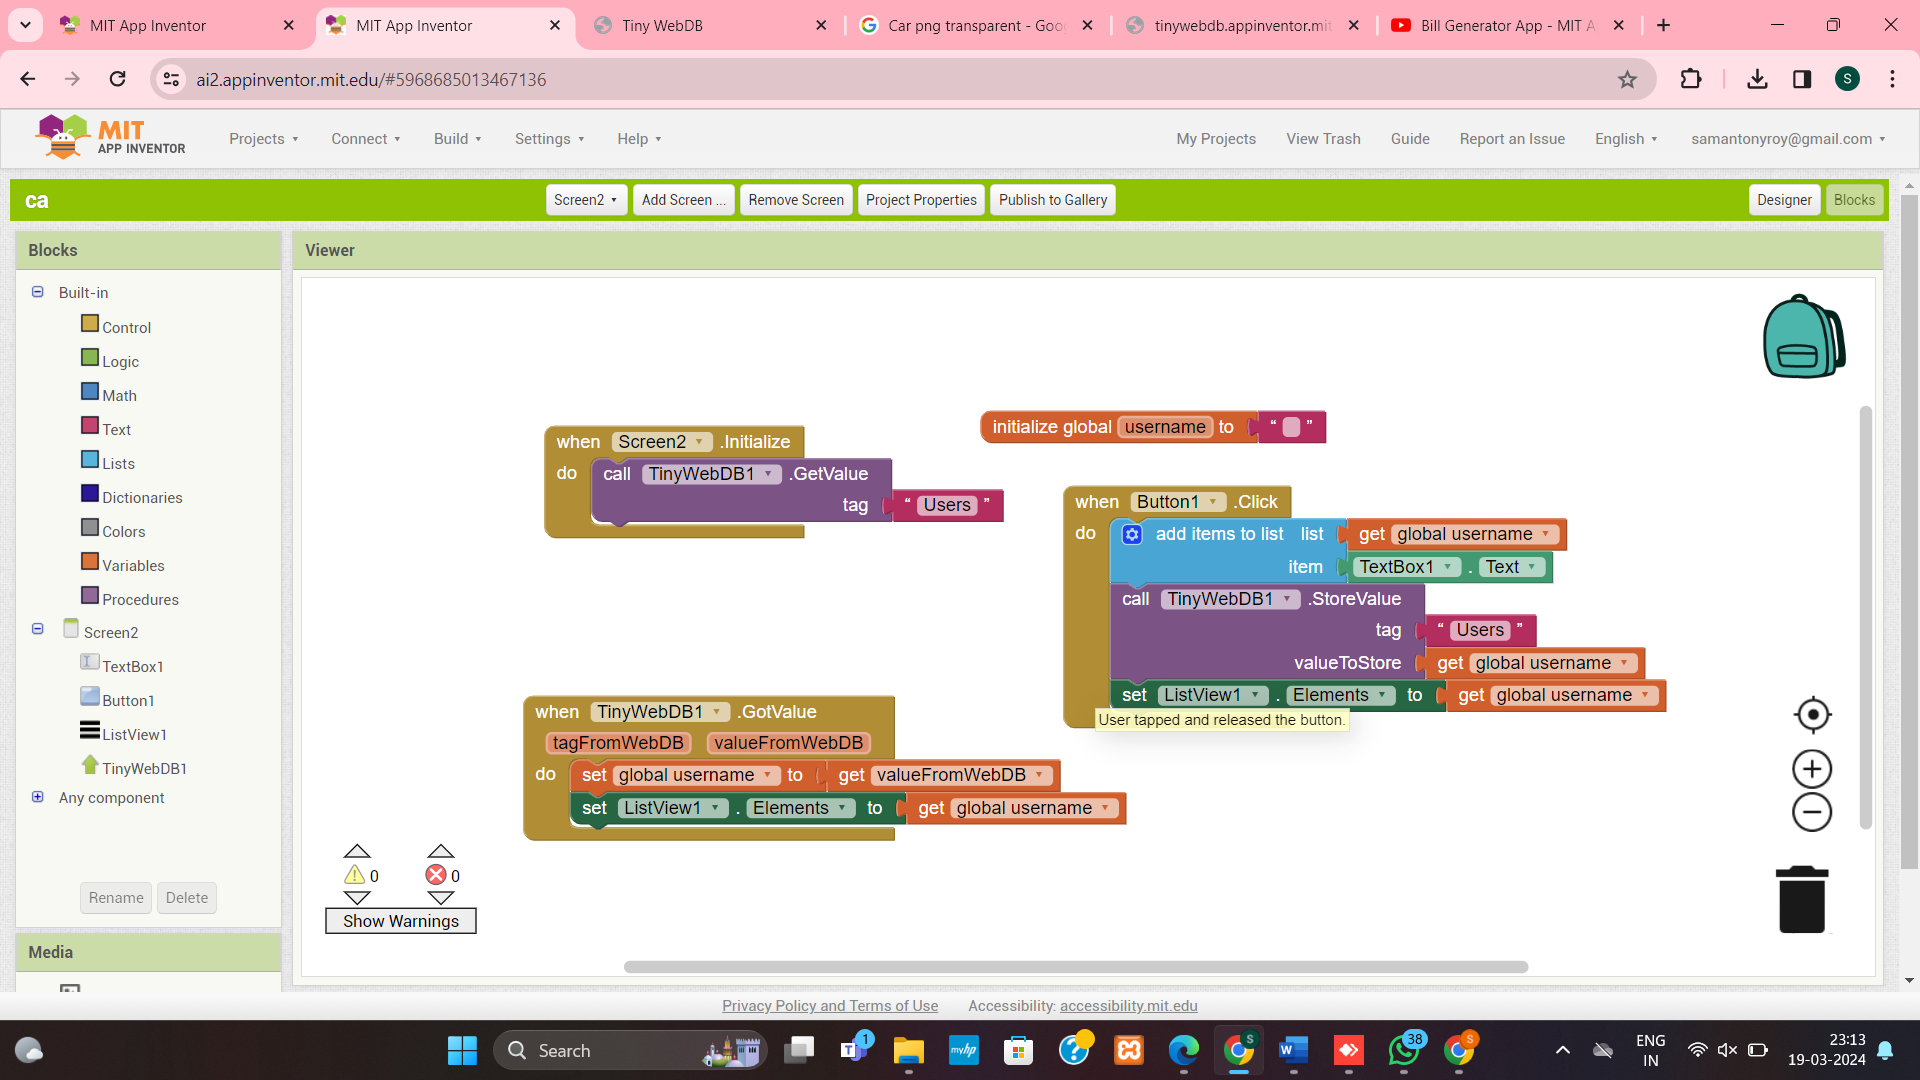 MIT App Inventor
MIT App Inventor
Tiny WebDB
Car png transparent - Goo
tinywebdb.appinventor.mit
Bill Generator App - MIT A
ai2.appinventor.mit.edu/#5968685013467136
S
MIT
APP INVENTOR
Projects
Connect
Build
Settings
Help
My Projects
View Trash
Guide
Report an Issue
English
samantonyroy@gmail.com
ca
Screen2
Add Screen ...
Remove Screen
Project Properties
Publish to Gallery
Designer
Blocks
Blocks
Viewer
Built-in
Control
Logic
Math
Text
Lists
Dictionaries
Colors
Variables
Procedures
Screen2
TextBox1
Button1
ListView1
TinyWebDB1
Any component
Rename
Delete
Media
when Screen2 .Initialize
do call TinyWebDB1 .GetValue
tag " Users "
initialize global username to " "
when Button1 .Click
do add items to list list get global username
item TextBox1 . Text
call TinyWebDB1 .StoreValue
tag " Users "
valueToStore get global username
set ListView1 . Elements to get global username
User tapped and released the button.
when TinyWebDB1 .GotValue
tagFromWebDB valueFromWebDB
do set global username to get valueFromWebDB
set ListView1 . Elements to get global username
0
0
Show Warnings
Privacy Policy and Terms of Use
Accessibility: accessibility.mit.edu
Search
1
myhp
S
W
38
S
ENG
IN
23:13
19-03-2024